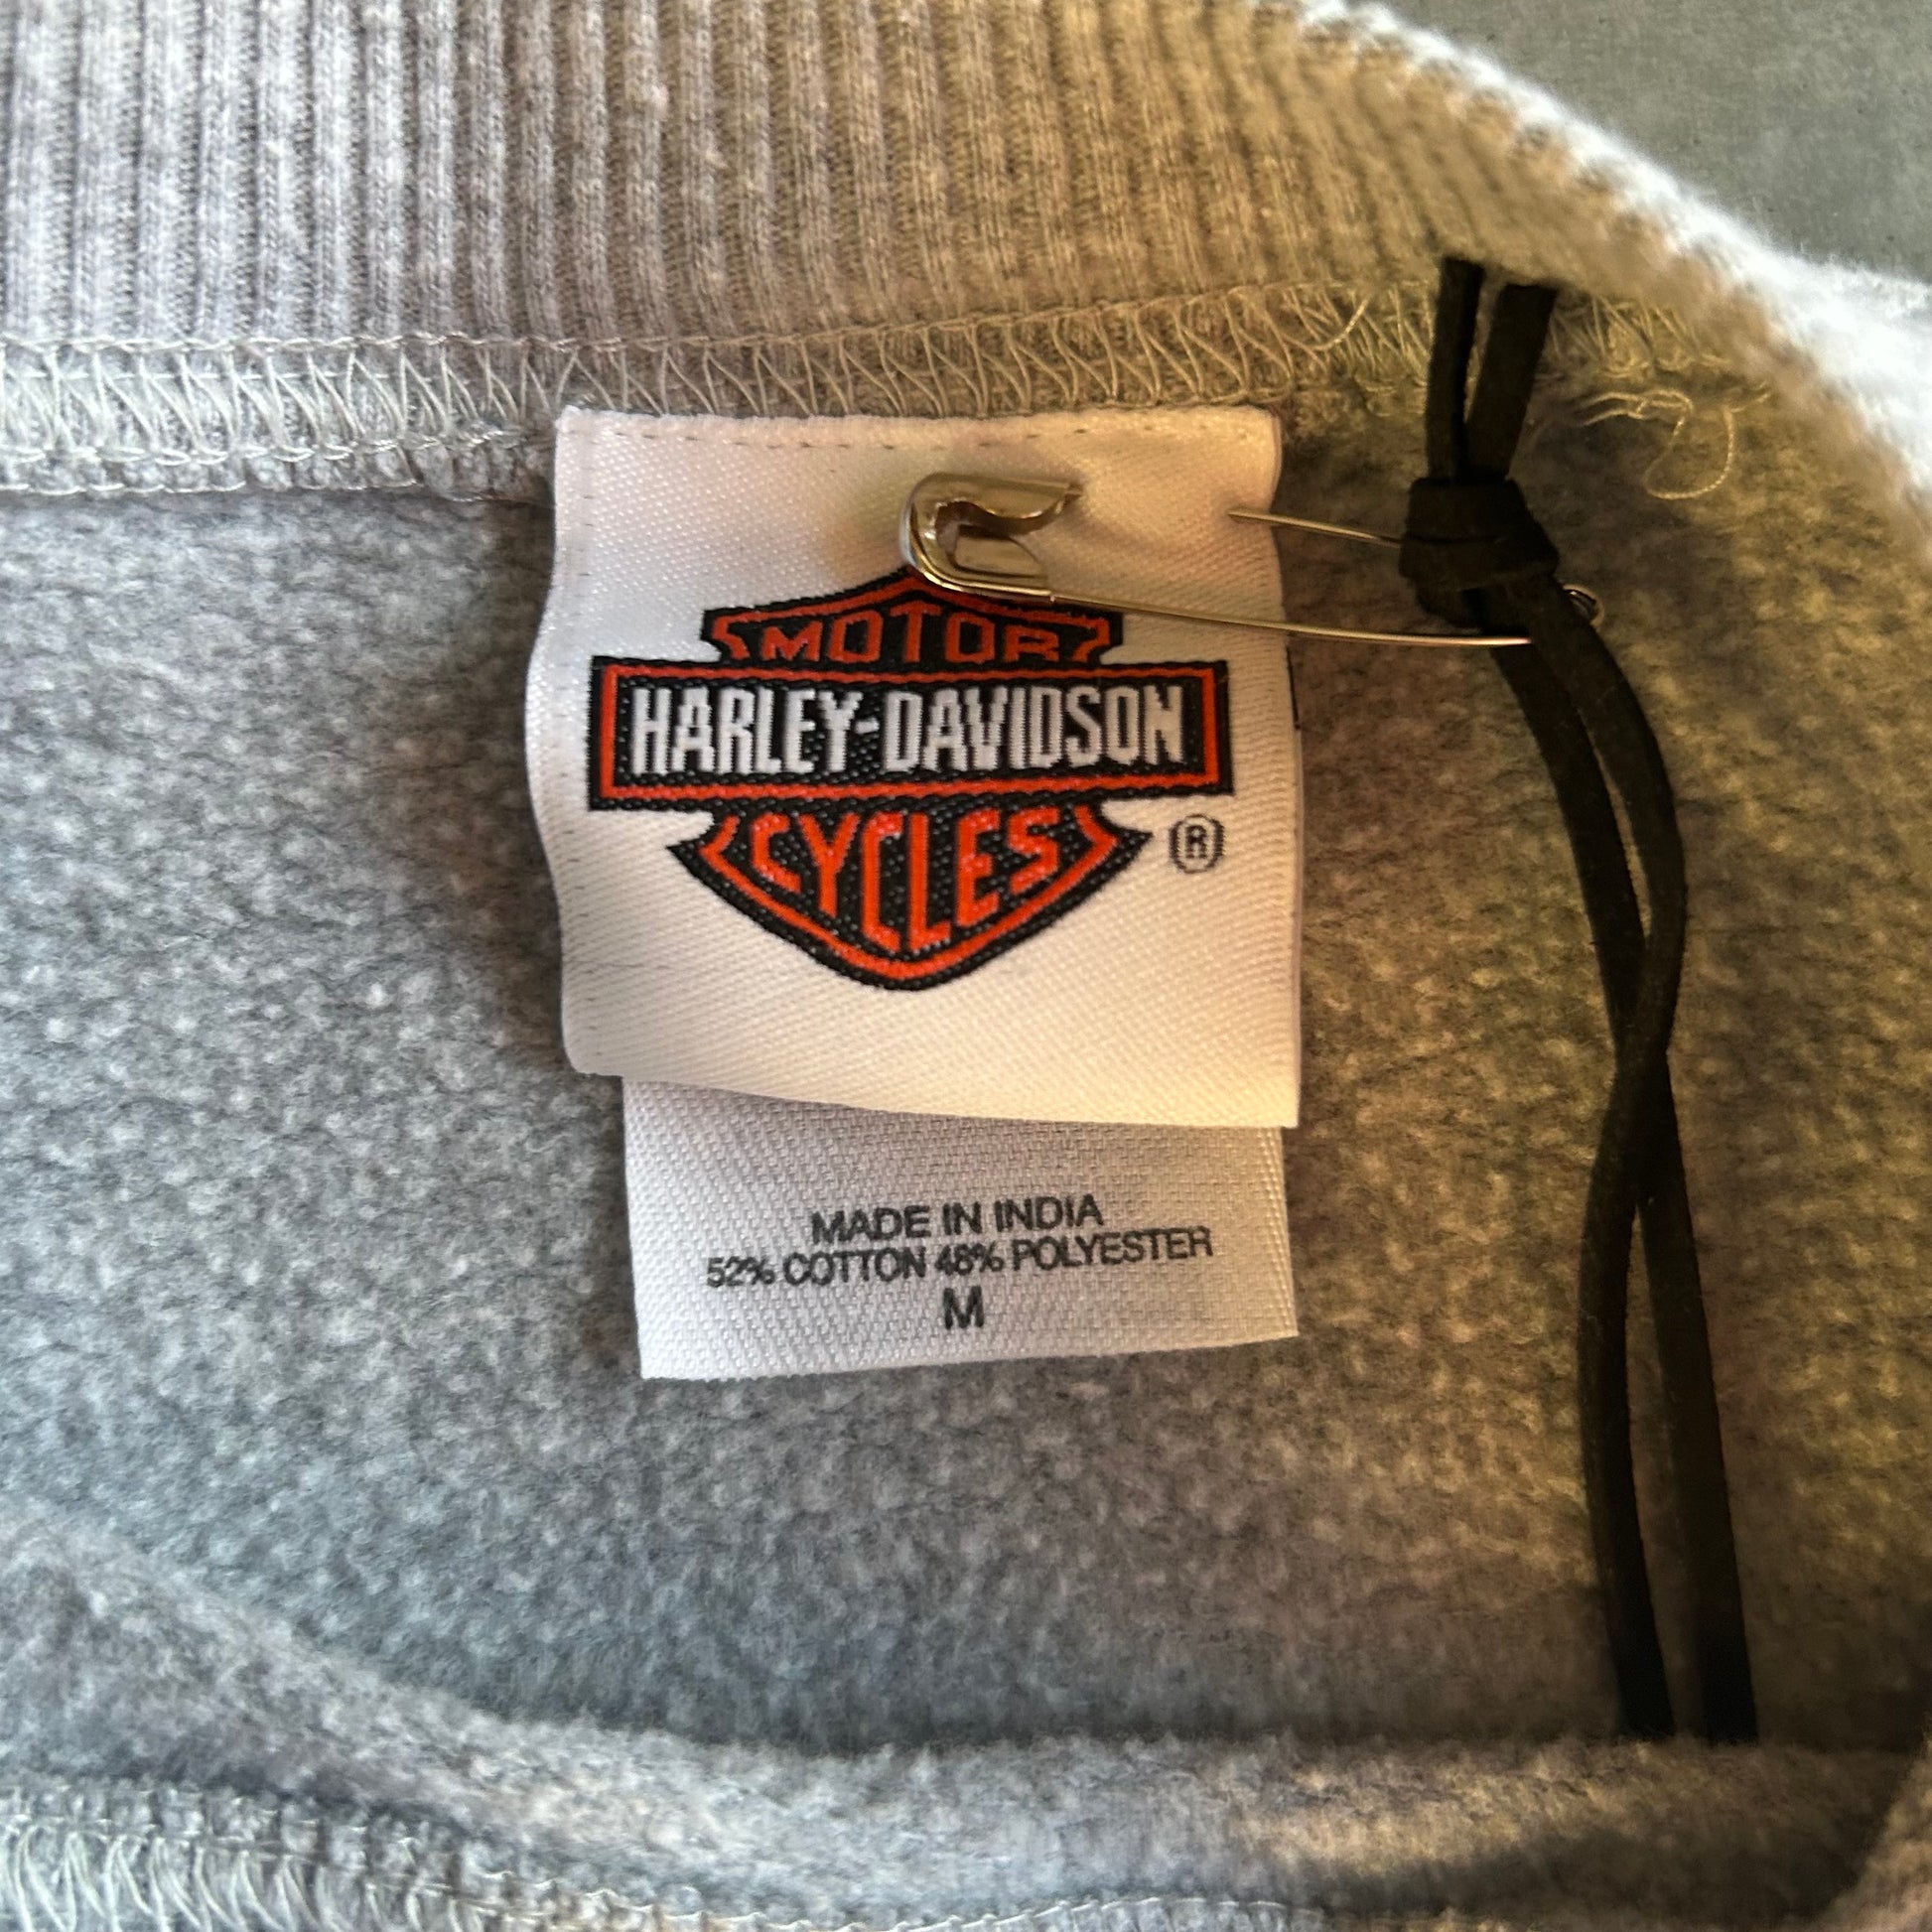 MOTOR
HARLEY-DAVIDSON
CYCLES
®
MADE IN INDIA
52% COTTON 48% POLYESTER
M